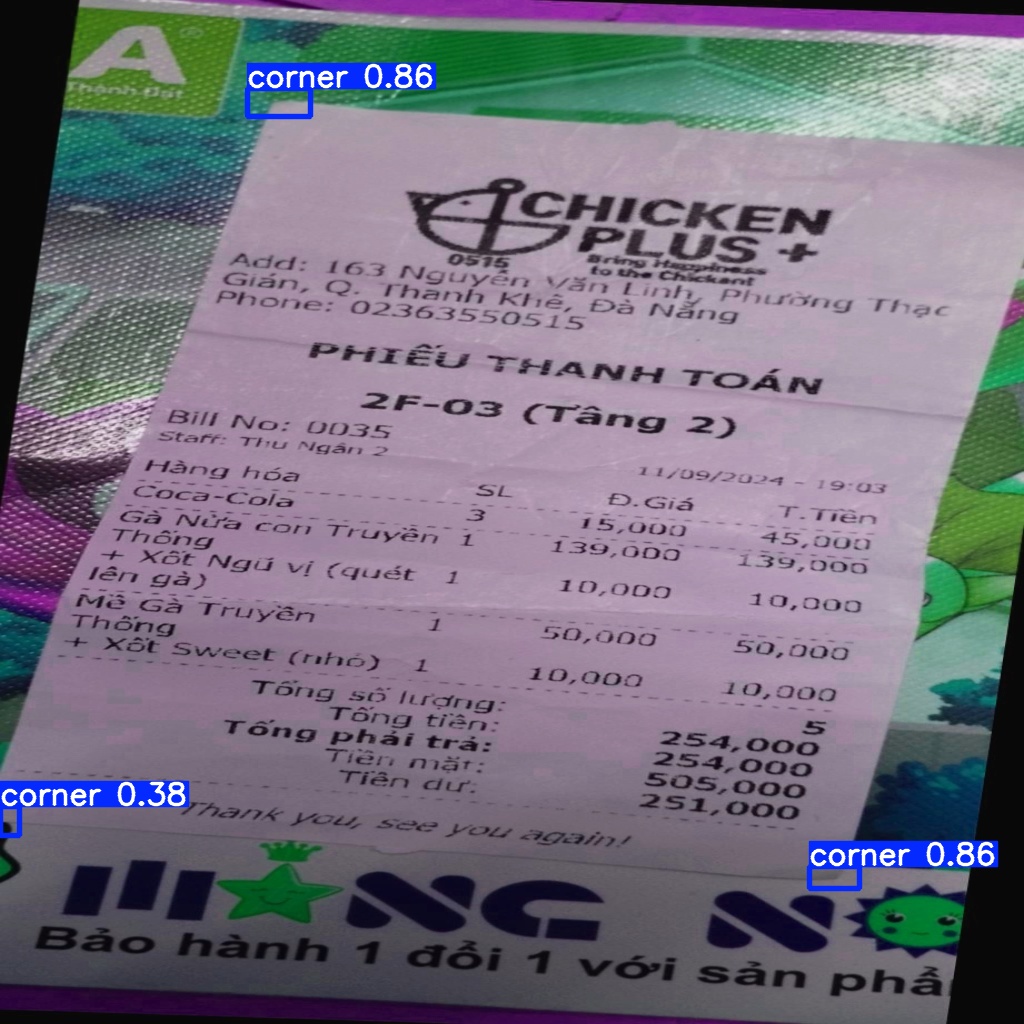 A
®
Thành Đạt
corner 0.86
CHICKEN
PLUS +
0515
Bring Happiness
to the Chickent
Add: 163 Nguyễn Văn Linh, Phường Thạc
Gián, Q. Thanh Khê, Đà Nẵng
Phone: 02363550515
PHIẾU THANH TOÁN
2F-03 (Tầng 2)
Bill No: 0035
Staff: Thu Ngân 2
11/09/2024 - 19:03
Hàng hóa SL Đ.Giá T.Tiền
Coca-Cola 3 15,000 45,000
Gà Nửa con Truyền 1 139,000 139,000
Thống
+ Xốt Ngũ vị (quét 1 10,000 10,000
lên gà)
Mề Gà Truyền 1 50,000 50,000
Thống
+ Xốt Sweet (nhỏ) 1 10,000 10,000
Tổng số lượng: 5
Tổng tiền: 254,000
Tổng phải trả: 254,000
Tiền mặt: 505,000
Tiền dư: 251,000
corner 0.38
Thank you, see you again!
corner 0.86
Bảo hành 1 đổi 1 với sản phẩ